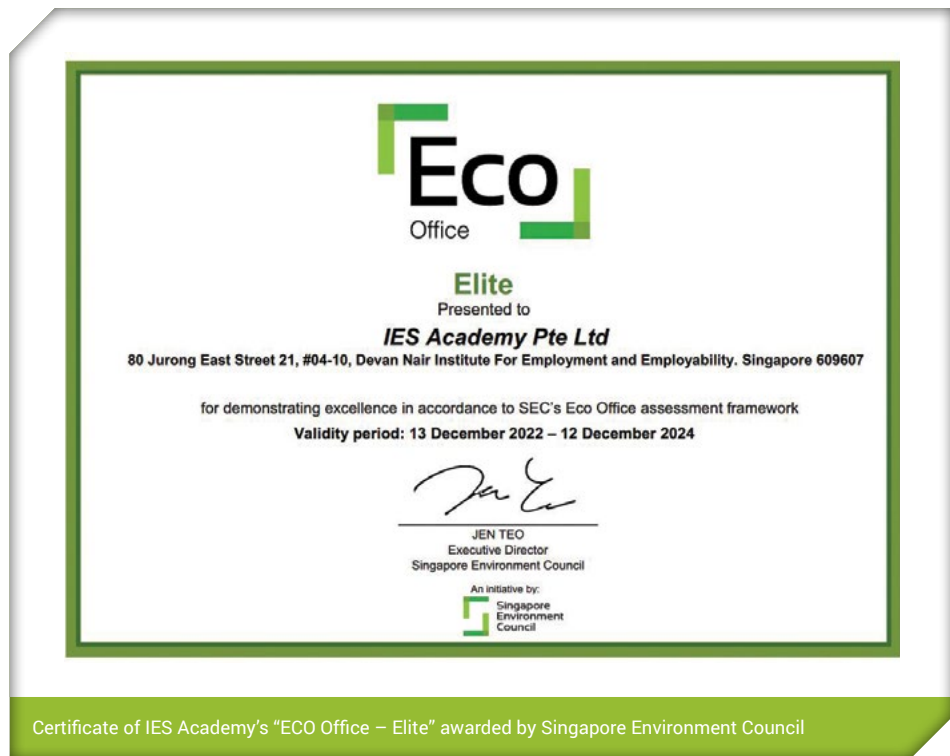 Eco
Office
Elite
Presented to
IES Academy Pte Ltd
80 Jurong East Street 21, #04-10, Devan Nair Institute For Employment and Employability. Singapore 609607
for demonstrating excellence in accordance to SEC's Eco Office assessment framework
Validity period: 13 December 2022 – 12 December 2024
JEN TEO
Executive Director
Singapore Environment Council
An initiative by:
Singapore
Environment
Council
Certificate of IES Academy's “ECO Office – Elite” awarded by Singapore Environment Council